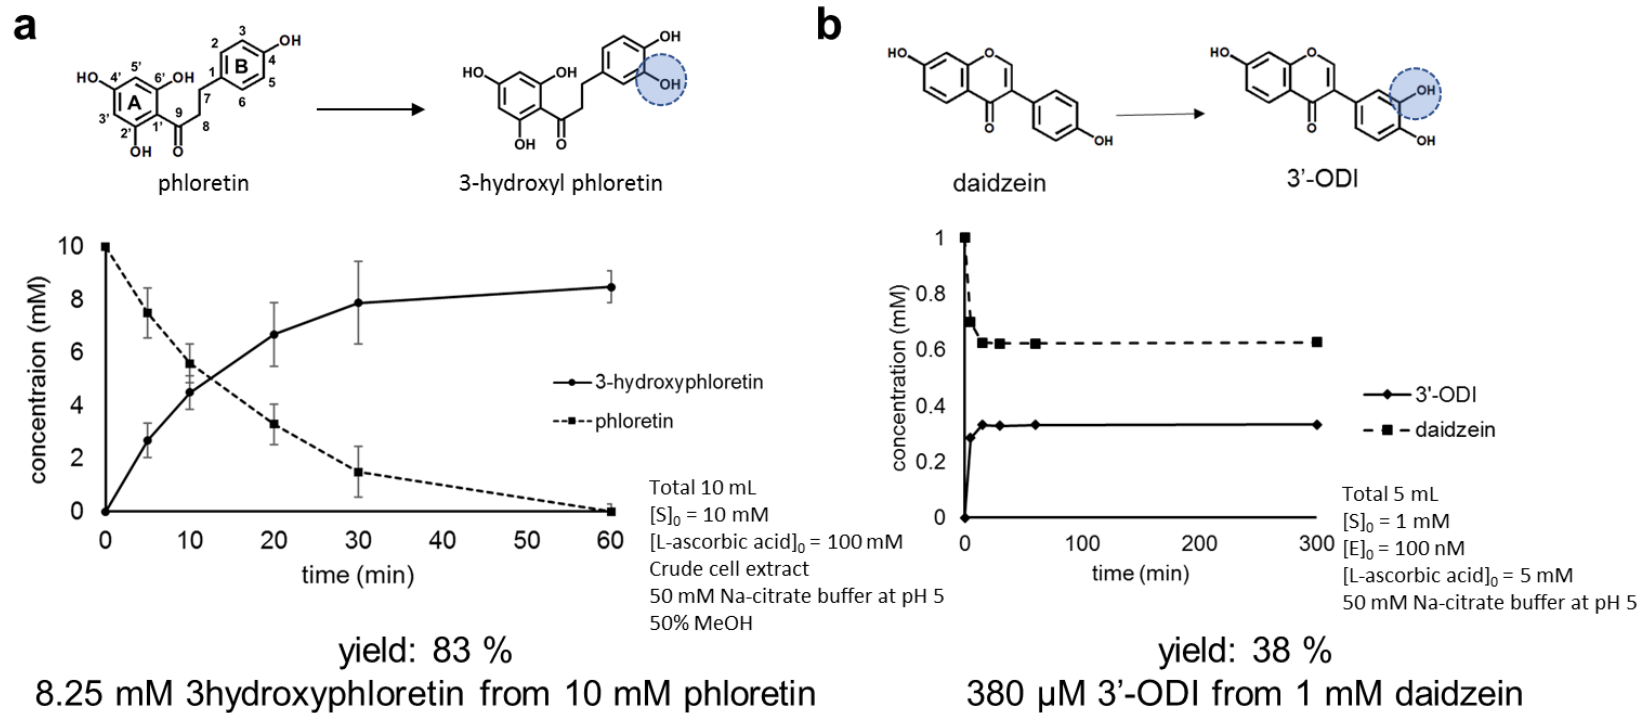 a
HO
4'
5'
6'
OH
A
3'
2'
1'
OH
O
9
8
7
1
2
3
B
4
OH
5
6
HO
OH
OH
O
OH
OH
phloretin
3-hydroxyl phloretin
10
8
6
4
2
0
concentraion (mM)
0 10 20 30 40 50 60
time (min)
3-hydroxyphloretin
phloretin
Total 10 mL
[S]₀ = 10 mM
[L-ascorbic acid]₀ = 100 mM
Crude cell extract
50 mM Na-citrate buffer at pH 5
50% MeOH
yield: 83 %
8.25 mM 3hydroxyphloretin from 10 mM phloretin
b
HO
O
O
OH
HO
O
O
OH
OH
daidzein
3'-ODI
1
0.8
0.6
0.4
0.2
0
concentration (mM)
0 100 200 300
time (min)
3'-ODI
daidzein
Total 5 mL
[S]₀ = 1 mM
[E]₀ = 100 nM
[L-ascorbic acid]₀ = 5 mM
50 mM Na-citrate buffer at pH 5
yield: 38 %
380 µM 3'-ODI from 1 mM daidzein